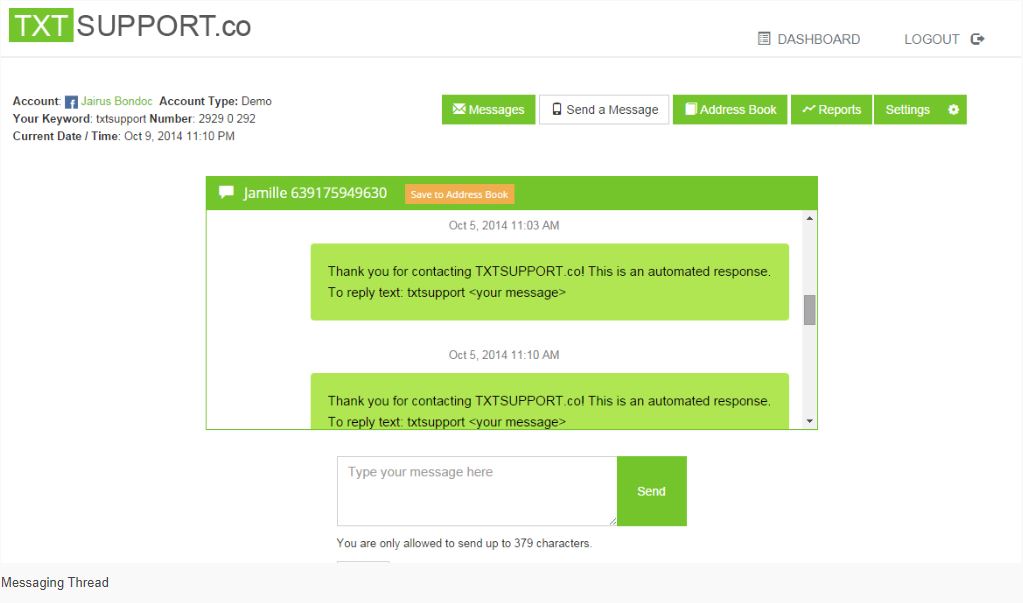 TXT SUPPORT.co
DASHBOARD LOGOUT
Account: Jairus Bondoc Account Type: Demo
Your Keyword: txtsupport Number: 2929 0 292
Current Date / Time: Oct 9, 2014 11:10 PM
Messages Send a Message Address Book Reports Settings
Jamille 639175949630 Save to Address Book
Oct 5, 2014 11:03 AM
Thank you for contacting TXTSUPPORT.co! This is an automated response.
To reply text: txtsupport <your message>
Oct 5, 2014 11:10 AM
Thank you for contacting TXTSUPPORT.co! This is an automated response.
To reply text: txtsupport <your message>
Type your message here
Send
You are only allowed to send up to 379 characters.
Messaging Thread